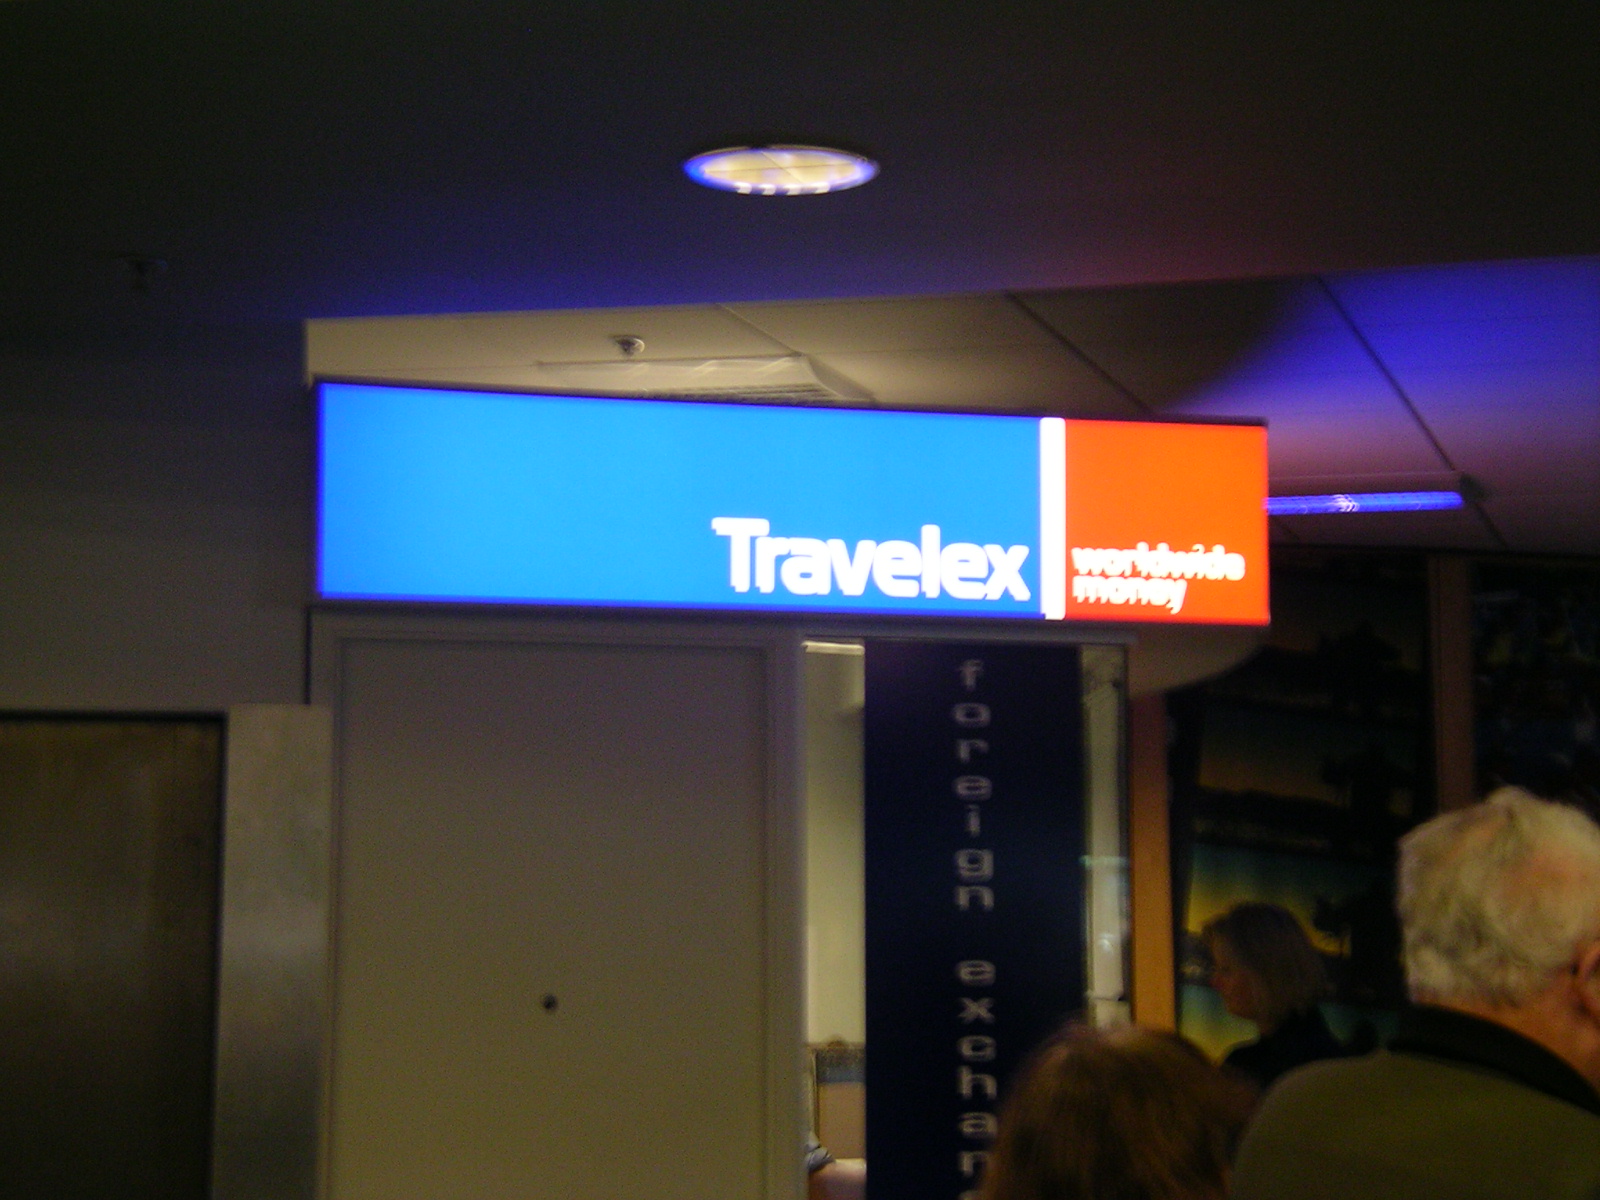 Travelex
worldwide
money
foreign exchan